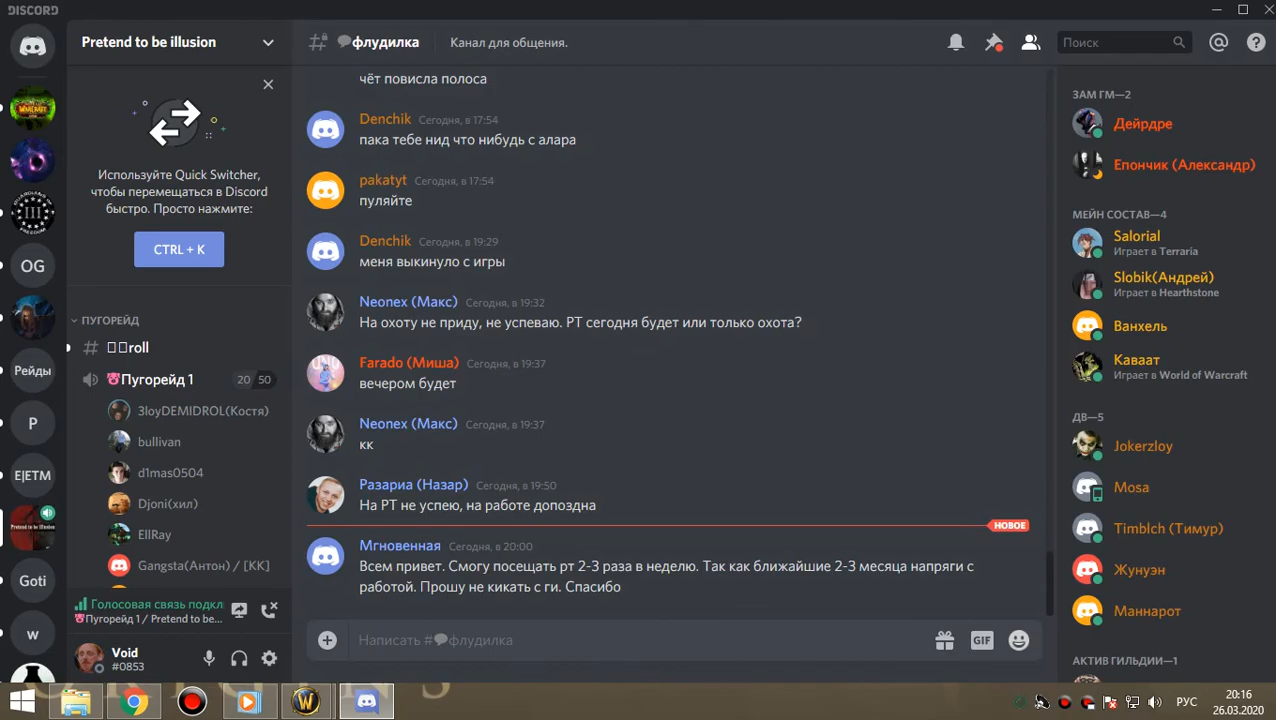 DISCORD
Pretend to be illusion
Используйте Quick Switcher,
чтобы перемещаться в Discord
быстро. Просто нажмите:
CTRL + K
ПУГОРЕЙД
roll
Пугорейд 1 20 50
3loyDEMIDROL(Костя)
bullivan
d1mas0504
Djoni(хил)
EllRay
Gangsta(Антон) / [КК]
Голосовая связь подкл
Пугорейд 1 / Pretend to be...
Void
#0853
OG
Рейды
P
E|ETM
Pretend to be illusion
Goti
w
флудилка Канал для общения.
Поиск
чёт повисла полоса
Denchik Сегодня, в 17:54
пака тебе нид что нибудь с алара
pakatyt Сегодня, в 17:54
пуляйте
Denchik Сегодня, в 19:29
меня выкинуло с игры
Neonex (Макс) Сегодня, в 19:32
На охоту не приду, не успеваю. РТ сегодня будет или только охота?
Farado (Миша) Сегодня, в 19:37
вечером будет
Neonex (Макс) Сегодня, в 19:37
кк
Разариа (Назар) Сегодня, в 19:50
На РТ не успею, на работе допоздна
НОВОЕ
Мгновенная Сегодня, в 20:00
Всем привет. Смогу посещать рт 2-3 раза в неделю. Так как ближайшие 2-3 месяца напряги с
работой. Прошу не кикать с ги. Спасибо
Написать #флудилка
GIF
ЗАМ ГМ—2
Дейрдре
Епончик (Александр)
МЕЙН СОСТАВ—4
Salorial
Играет в Terraria
Slobik(Андрей)
Играет в Hearthstone
Ванхель
Каваат
Играет в World of Warcraft
ДВ—5
Jokerzloy
Mosa
Timblch (Тимур)
Жунуэн
Маннарот
АКТИВ ГИЛЬДИИ—1
РУС
20:16
26.03.2020